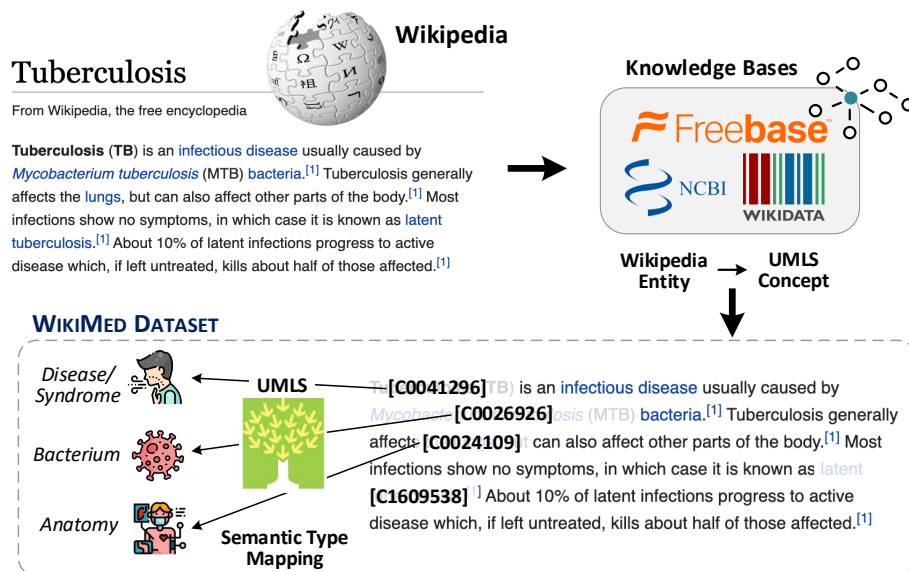 Wikipedia
Tuberculosis
From Wikipedia, the free encyclopedia
Tuberculosis (TB) is an infectious disease usually caused by
Mycobacterium tuberculosis (MTB) bacteria.[1] Tuberculosis generally
affects the lungs, but can also affect other parts of the body.[1] Most
infections show no symptoms, in which case it is known as latent
tuberculosis.[1] About 10% of latent infections progress to active
disease which, if left untreated, kills about half of those affected.[1]
Knowledge Bases
Freebase™
NCBI
WIKIDATA
Wikipedia
Entity
UMLS
Concept
WIKIMED DATASET
Disease/
Syndrome
Bacterium
Anatomy
UMLS
Semantic Type
Mapping
[C0041296] TB) is an infectious disease usually caused by
Mycobacte [C0026926] osis (MTB) bacteria.[1] Tuberculosis generally
affects [C0024109] t can also affect other parts of the body.[1] Most
infections show no symptoms, in which case it is known as latent
[C1609538] 1] About 10% of latent infections progress to active
disease which, if left untreated, kills about half of those affected.[1]